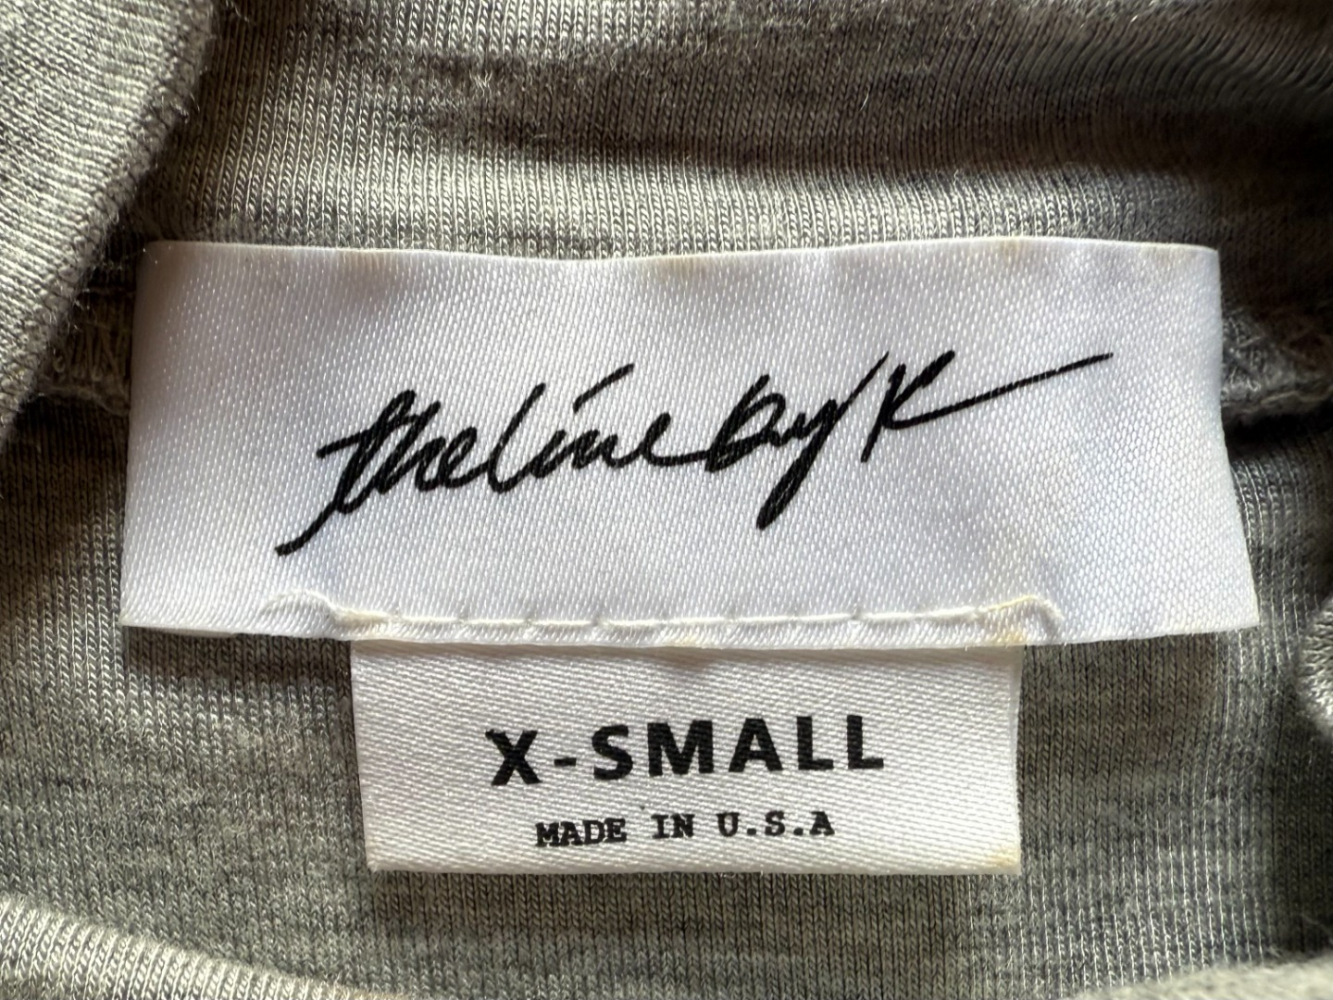 the line by K
X-SMALL
MADE IN U.S.A